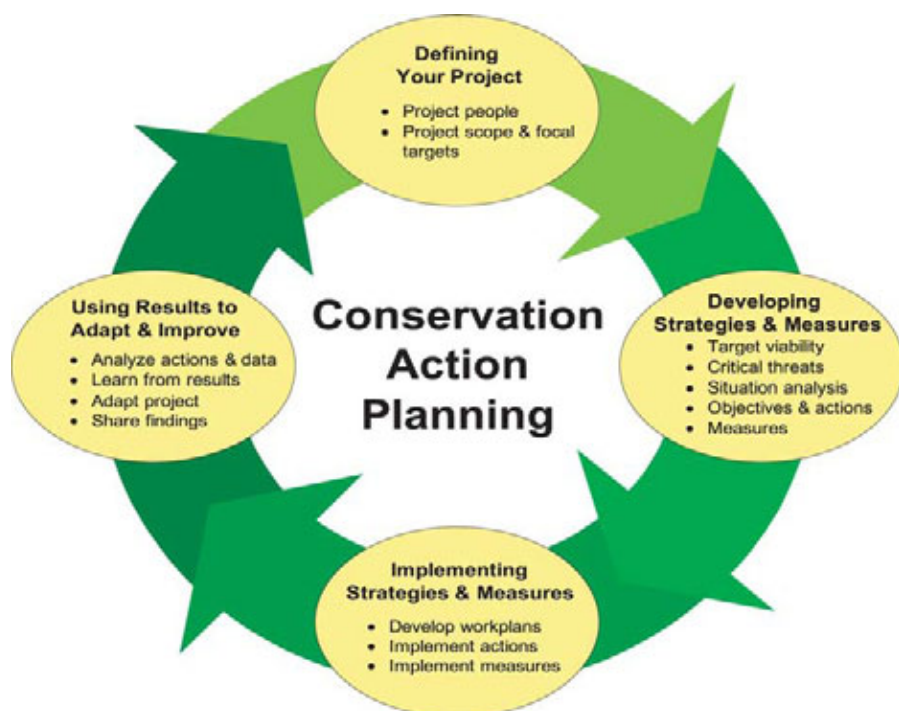 Defining
Your Project
• Project people
• Project scope & focal
targets
Developing
Strategies & Measures
• Target viability
• Critical threats
• Situation analysis
• Objectives & actions
• Measures
Implementing
Strategies & Measures
• Develop workplans
• Implement actions
• Implement measures
Using Results to
Adapt & Improve
• Analyze actions & data
• Learn from results
• Adapt project
• Share findings
Conservation
Action
Planning